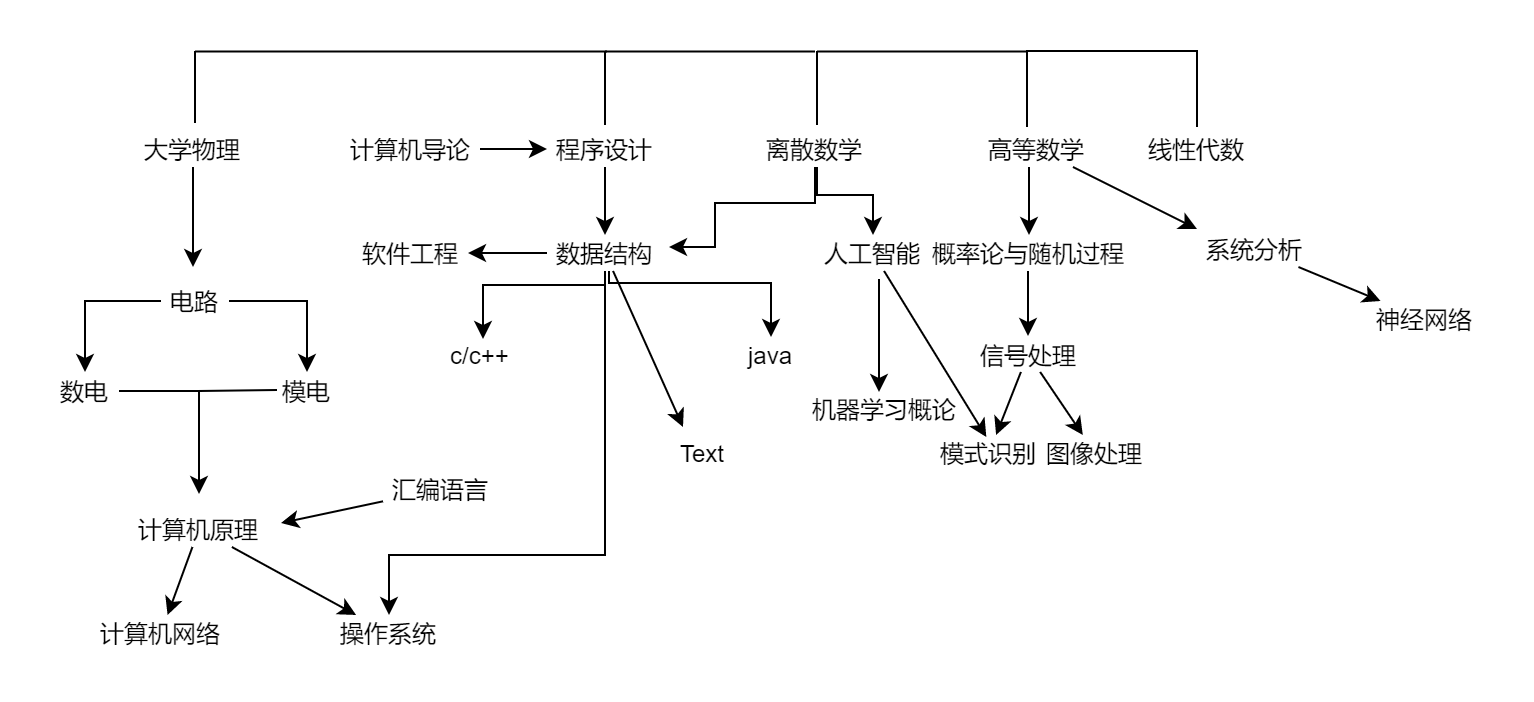 大学物理
计算机导论
程序设计
离散数学
高等数学
线性代数
软件工程
数据结构
人工智能
概率论与随机过程
系统分析
电路
神经网络
c/c++
java
信号处理
数电
模电
机器学习概论
Text
模式识别
图像处理
汇编语言
计算机原理
计算机网络
操作系统